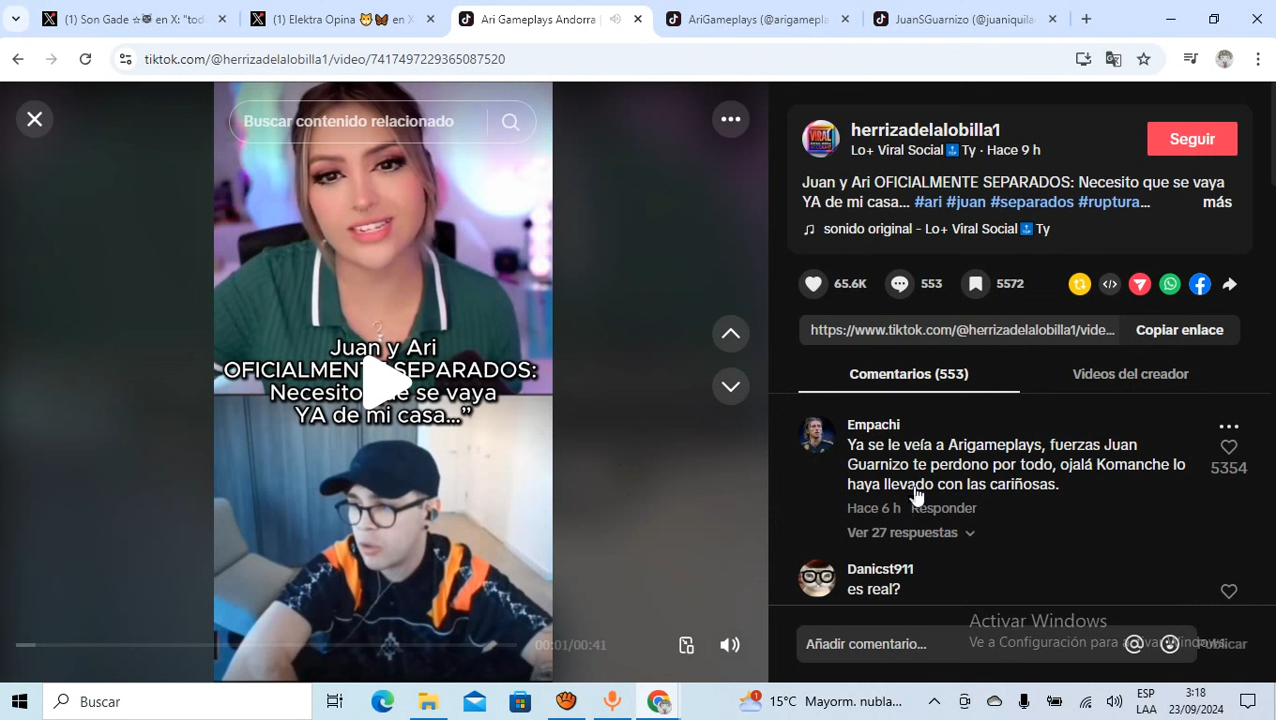 (1) Son Gade ☆🐱 en X: "tod
(1) Elektra Opina 🐱🦋 en X
Ari Gameplays Andorra
AriGameplays (@arigamepla
JuanSGuarnizo (@juaniquila
tiktok.com/@herrizadelalobilla1/video/7417497229365087520
Buscar contenido relacionado
Juan y Ari
OFICIALMENTE SEPARADOS:
Necesito que se vaya
YA de mi casa..."
00:01/00:41
herrizadelalobilla1
Lo+ Viral Social Ty · Hace 9 h
Seguir
Juan y Ari OFICIALMENTE SEPARADOS: Necesito que se vaya
YA de mi casa... #ari #juan #separados #ruptura...
más
♫ sonido original - Lo+ Viral Social Ty
65.6K
553
5572
https://www.tiktok.com/@herrizadelalobilla1/vide...
Copiar enlace
Comentarios (553)
Videos del creador
Empachi
Ya se le veía a Arigameplays, fuerzas Juan
Guarnizo te perdono por todo, ojalá Komanche lo
haya llevado con las cariñosas.
5354
Hace 6 h Responder
Ver 27 respuestas
Danicst911
es real?
Activar Windows
Ve a Configuración para activar Windows.
Añadir comentario...
Publicar
Buscar
15°C Mayorm. nubla...
ESP
LAA
3:18
23/09/2024